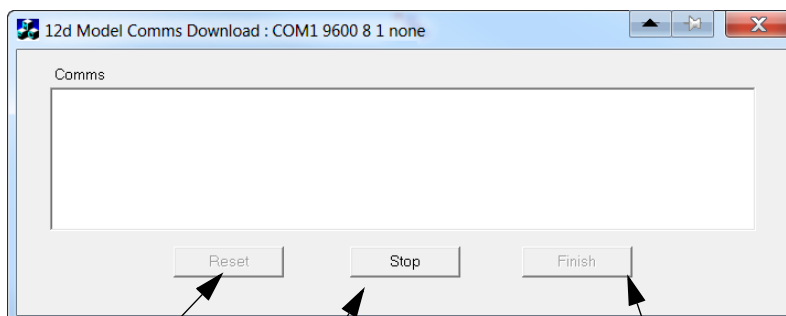 12d Model Comms Download : COM1 9600 8 1 none
Comms
Reset Stop Finish